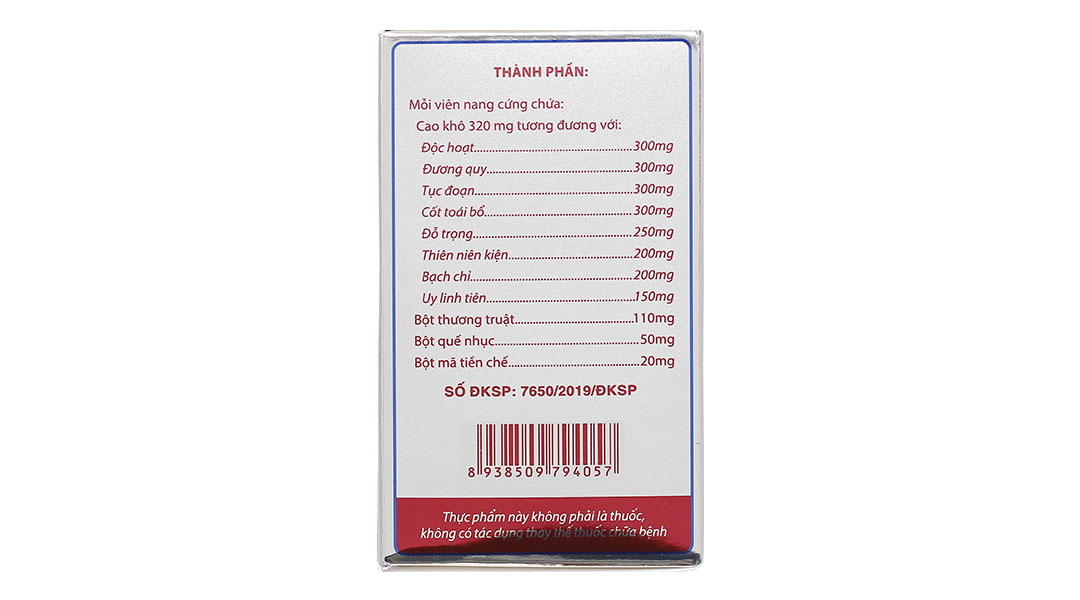 THÀNH PHẦN:
Mỗi viên nang cứng chứa:
Cao khô 320 mg tương đương với:
Độc hoạt......................................................300mg
Đương quy..................................................300mg
Tục đoạn......................................................300mg
Cốt toái bổ.................................................. 300mg
Đỗ trọng......................................................250mg
Thiên niên kiện..........................................200mg
Bạch chỉ.......................................................200mg
Uy linh tiên..................................................150mg
Bột thương truật........................................110mg
Bột quế nhục................................................50mg
Bột mã tiền chế............................................20mg
SỐ ĐKSP: 7650/2019/ĐKSP
8 938509 794057
Thực phẩm này không phải là thuốc,
không có tác dụng thay thế thuốc chữa bệnh